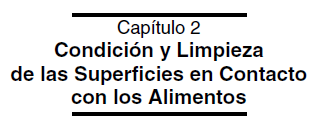 Capítulo 2
Condición y Limpieza
de las Superficies en Contacto
con los Alimentos